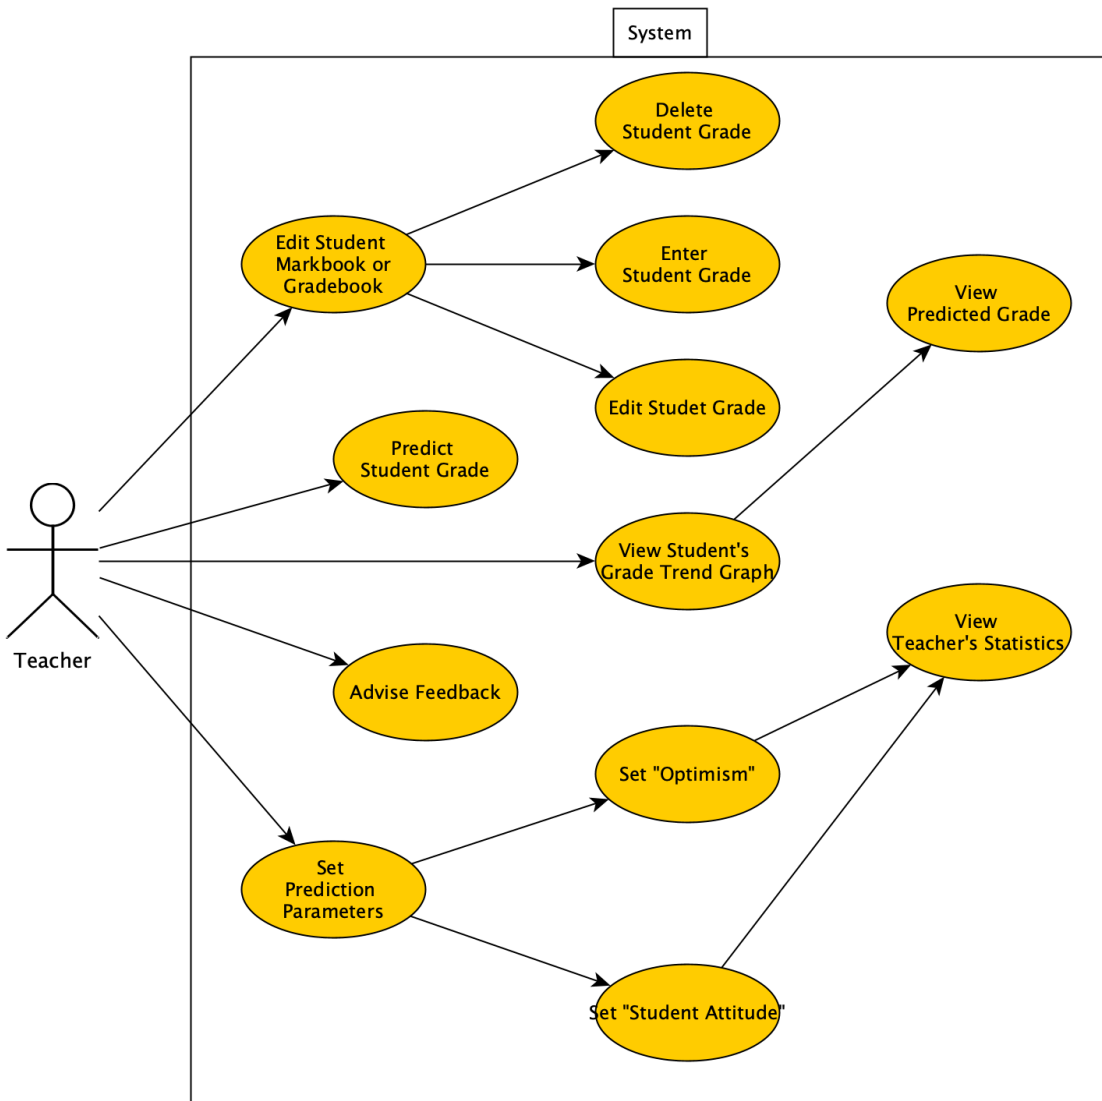 System
Delete
Student Grade
Edit Student
Markbook or
Gradebook
Enter
Student Grade
View
Predicted Grade
Edit Studet Grade
Predict
Student Grade
View Student's
Grade Trend Graph
Teacher
View
Teacher's Statistics
Advise Feedback
Set "Optimism"
Set
Prediction
Parameters
Set "Student Attitude"